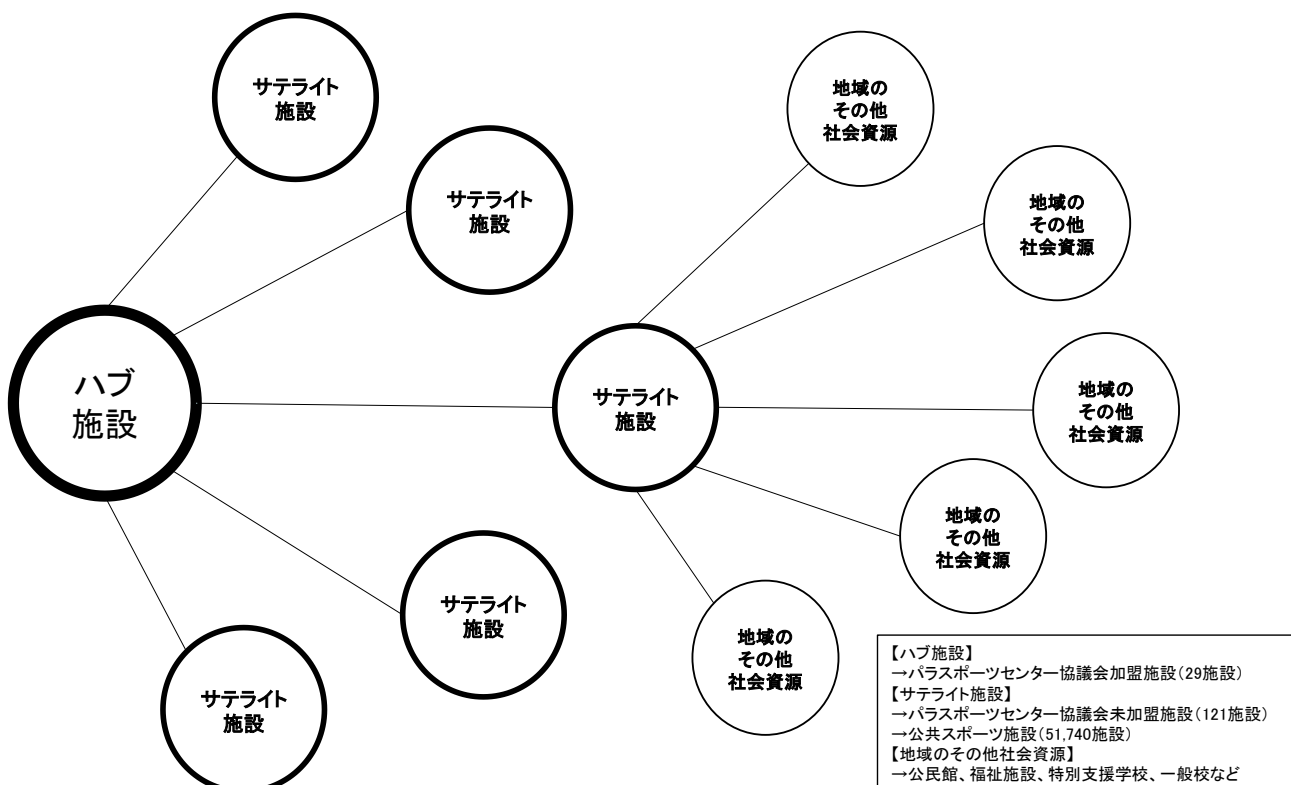 サテライト
施設
サテライト
施設
ハブ
施設
サテライト
施設
サテライト
施設
サテライト
施設
地域の
その他
社会資源
地域の
その他
社会資源
地域の
その他
社会資源
地域の
その他
社会資源
地域の
その他
社会資源
【ハブ施設】
→パラスポーツセンター協議会加盟施設(29施設)
【サテライト施設】
→パラスポーツセンター協議会未加盟施設(121施設)
→公共スポーツ施設(51,740施設)
【地域のその他社会資源】
→公民館、福祉施設、特別支援学校、一般校など